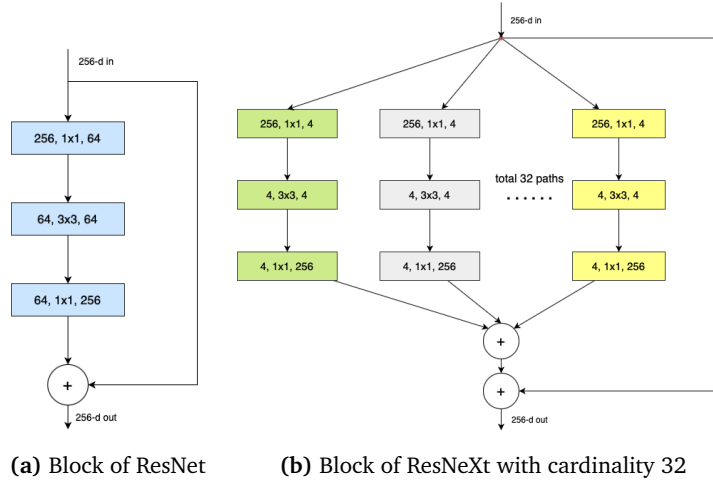 256-d in
256, 1x1, 64
64, 3x3, 64
64, 1x1, 256
+
256-d out
(a) Block of ResNet
256-d in
256, 1x1, 4
256, 1x1, 4
256, 1x1, 4
total 32 paths
......
4, 3x3, 4
4, 3x3, 4
4, 3x3, 4
4, 1x1, 256
4, 1x1, 256
4, 1x1, 256
+
+
256-d out
(b) Block of ResNeXt with cardinality 32